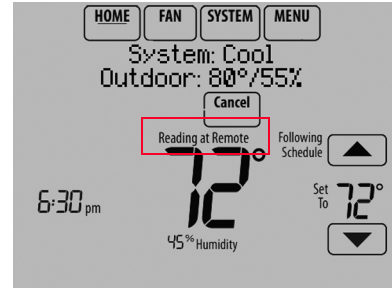 HOME FAN SYSTEM MENU
System: Cool
Outdoor: 80°/55%
Cancel
Reading at Remote
72°
Following
Schedule
6:30 pm
Set
To
72°
45% Humidity